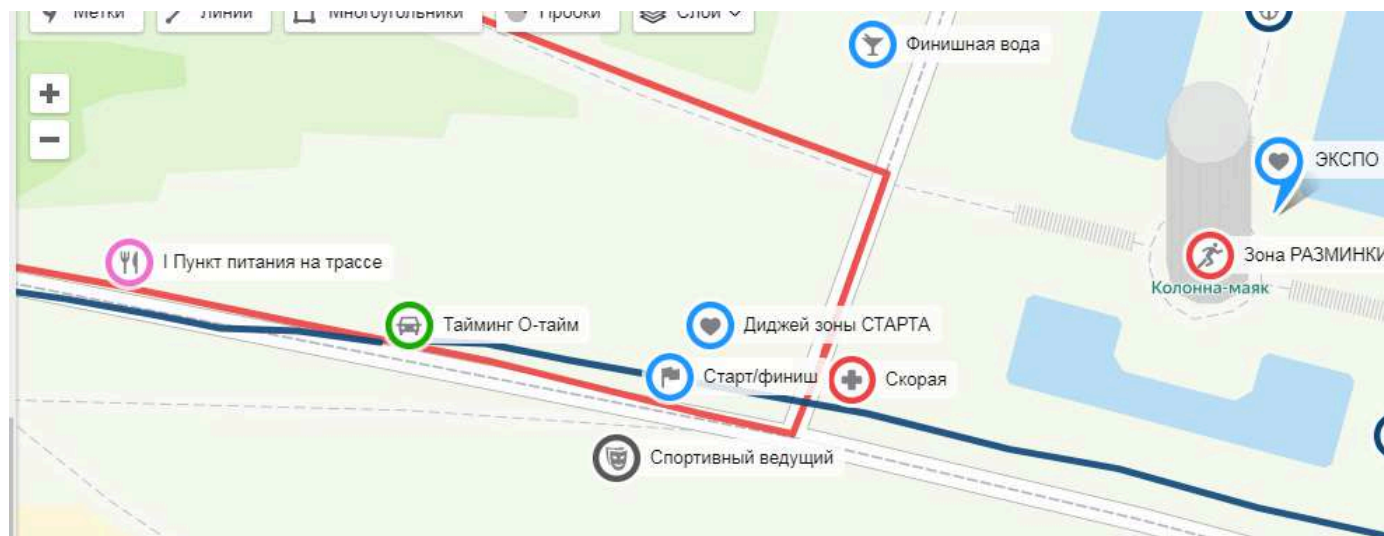 Метки
Линии
Многоугольники
Пробки
Слои
Финишная вода
ЭКСПО
I Пункт питания на трассе
Зона РАЗМИНКИ
Колонна-маяк
Тайминг О-тайм
Диджей зоны СТАРТА
Старт/финиш
Скорая
Спортивный ведущий